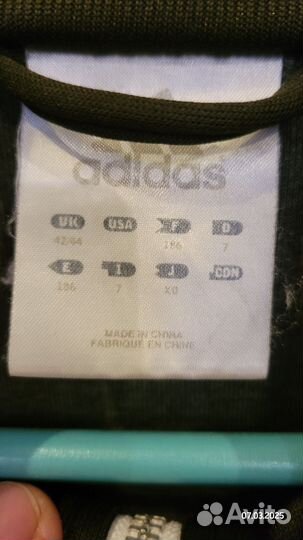 adidas
UK USA F D
42/44 186 7
E I J CDN
186 7 XO
MADE IN CHINA
FABRIQUE EN CHINE
07.03.2025
Avito